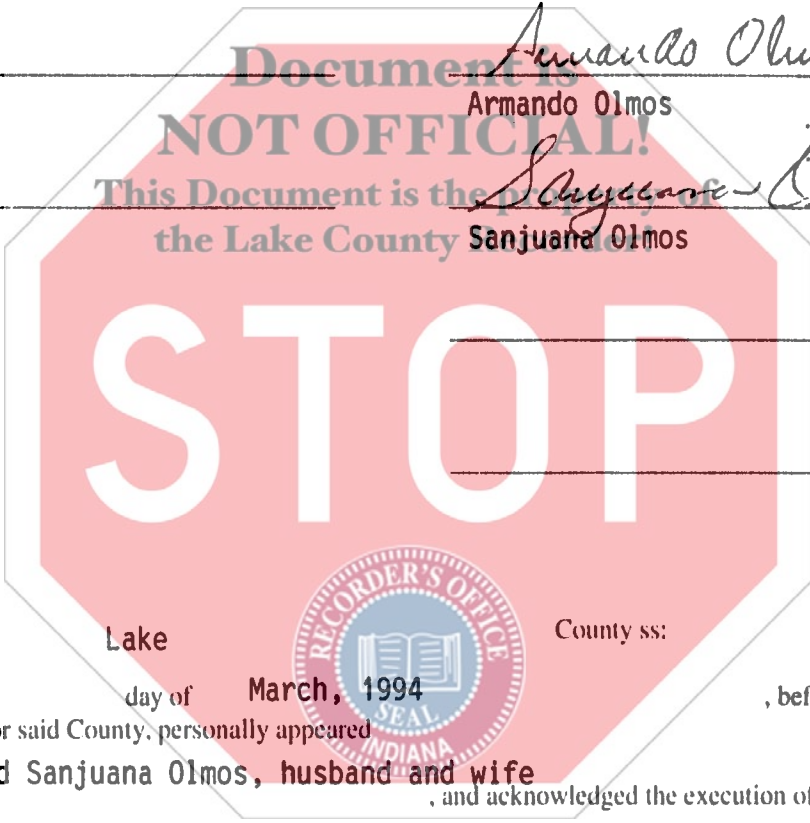 Document is
Armando
NOT OFFICIAL!
Armando Olmos
This Document is the property of
Sanjuana
the Lake County Recorder!
Sanjuana Olmos
STOP
RECORDER'S OFFICE
SEAL
INDIANA
Lake County ss:
day of March, 1994 , bef
r said County, personally appeared
d Sanjuana Olmos, husband and wife
, and acknowledged the execution of